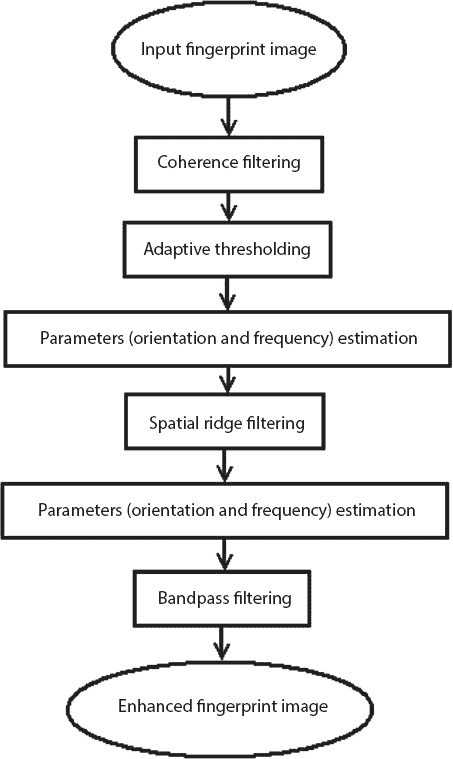 Input fingerprint image
Coherence filtering
Adaptive thresholding
Parameters (orientation and frequency) estimation
Spatial ridge filtering
Parameters (orientation and frequency) estimation
Bandpass filtering
Enhanced fingerprint image